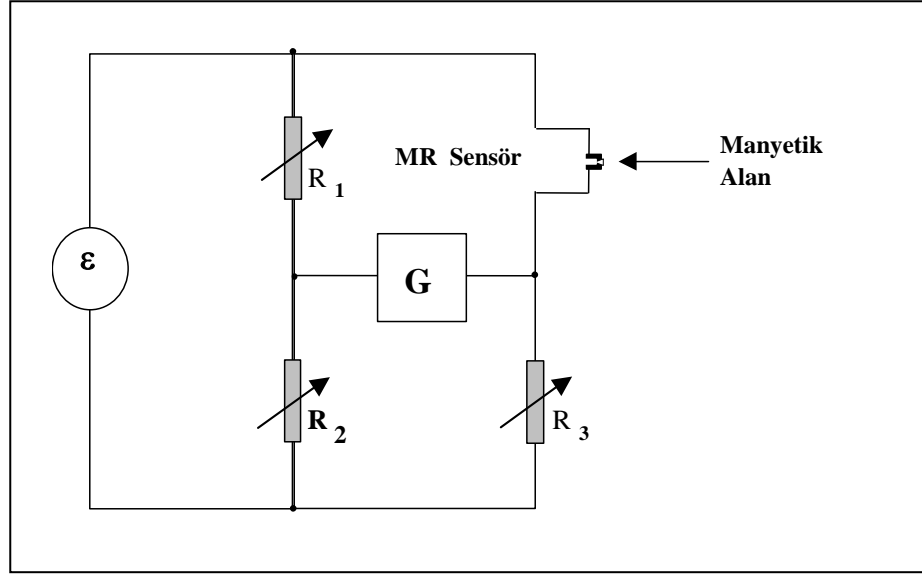 R 1
MR Sensör
Manyetik
Alan
ε
G
R 2
R 3